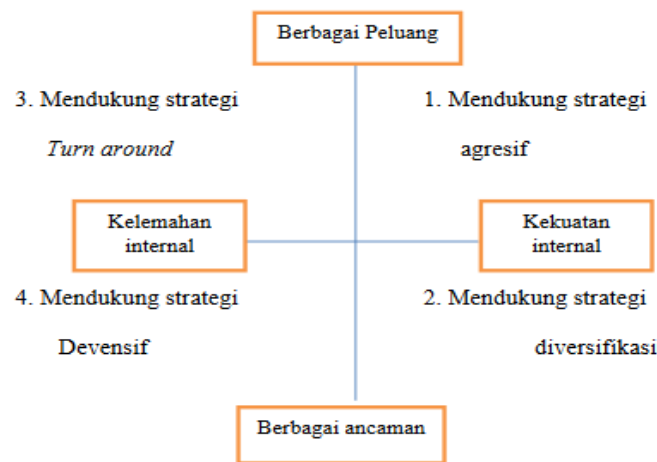 Berbagai Peluang
3. Mendukung strategi
Turn around
1. Mendukung strategi
agresif
Kelemahan
internal
Kekuatan
internal
4. Mendukung strategi
Devensif
2. Mendukung strategi
diversifikasi
Berbagai ancaman